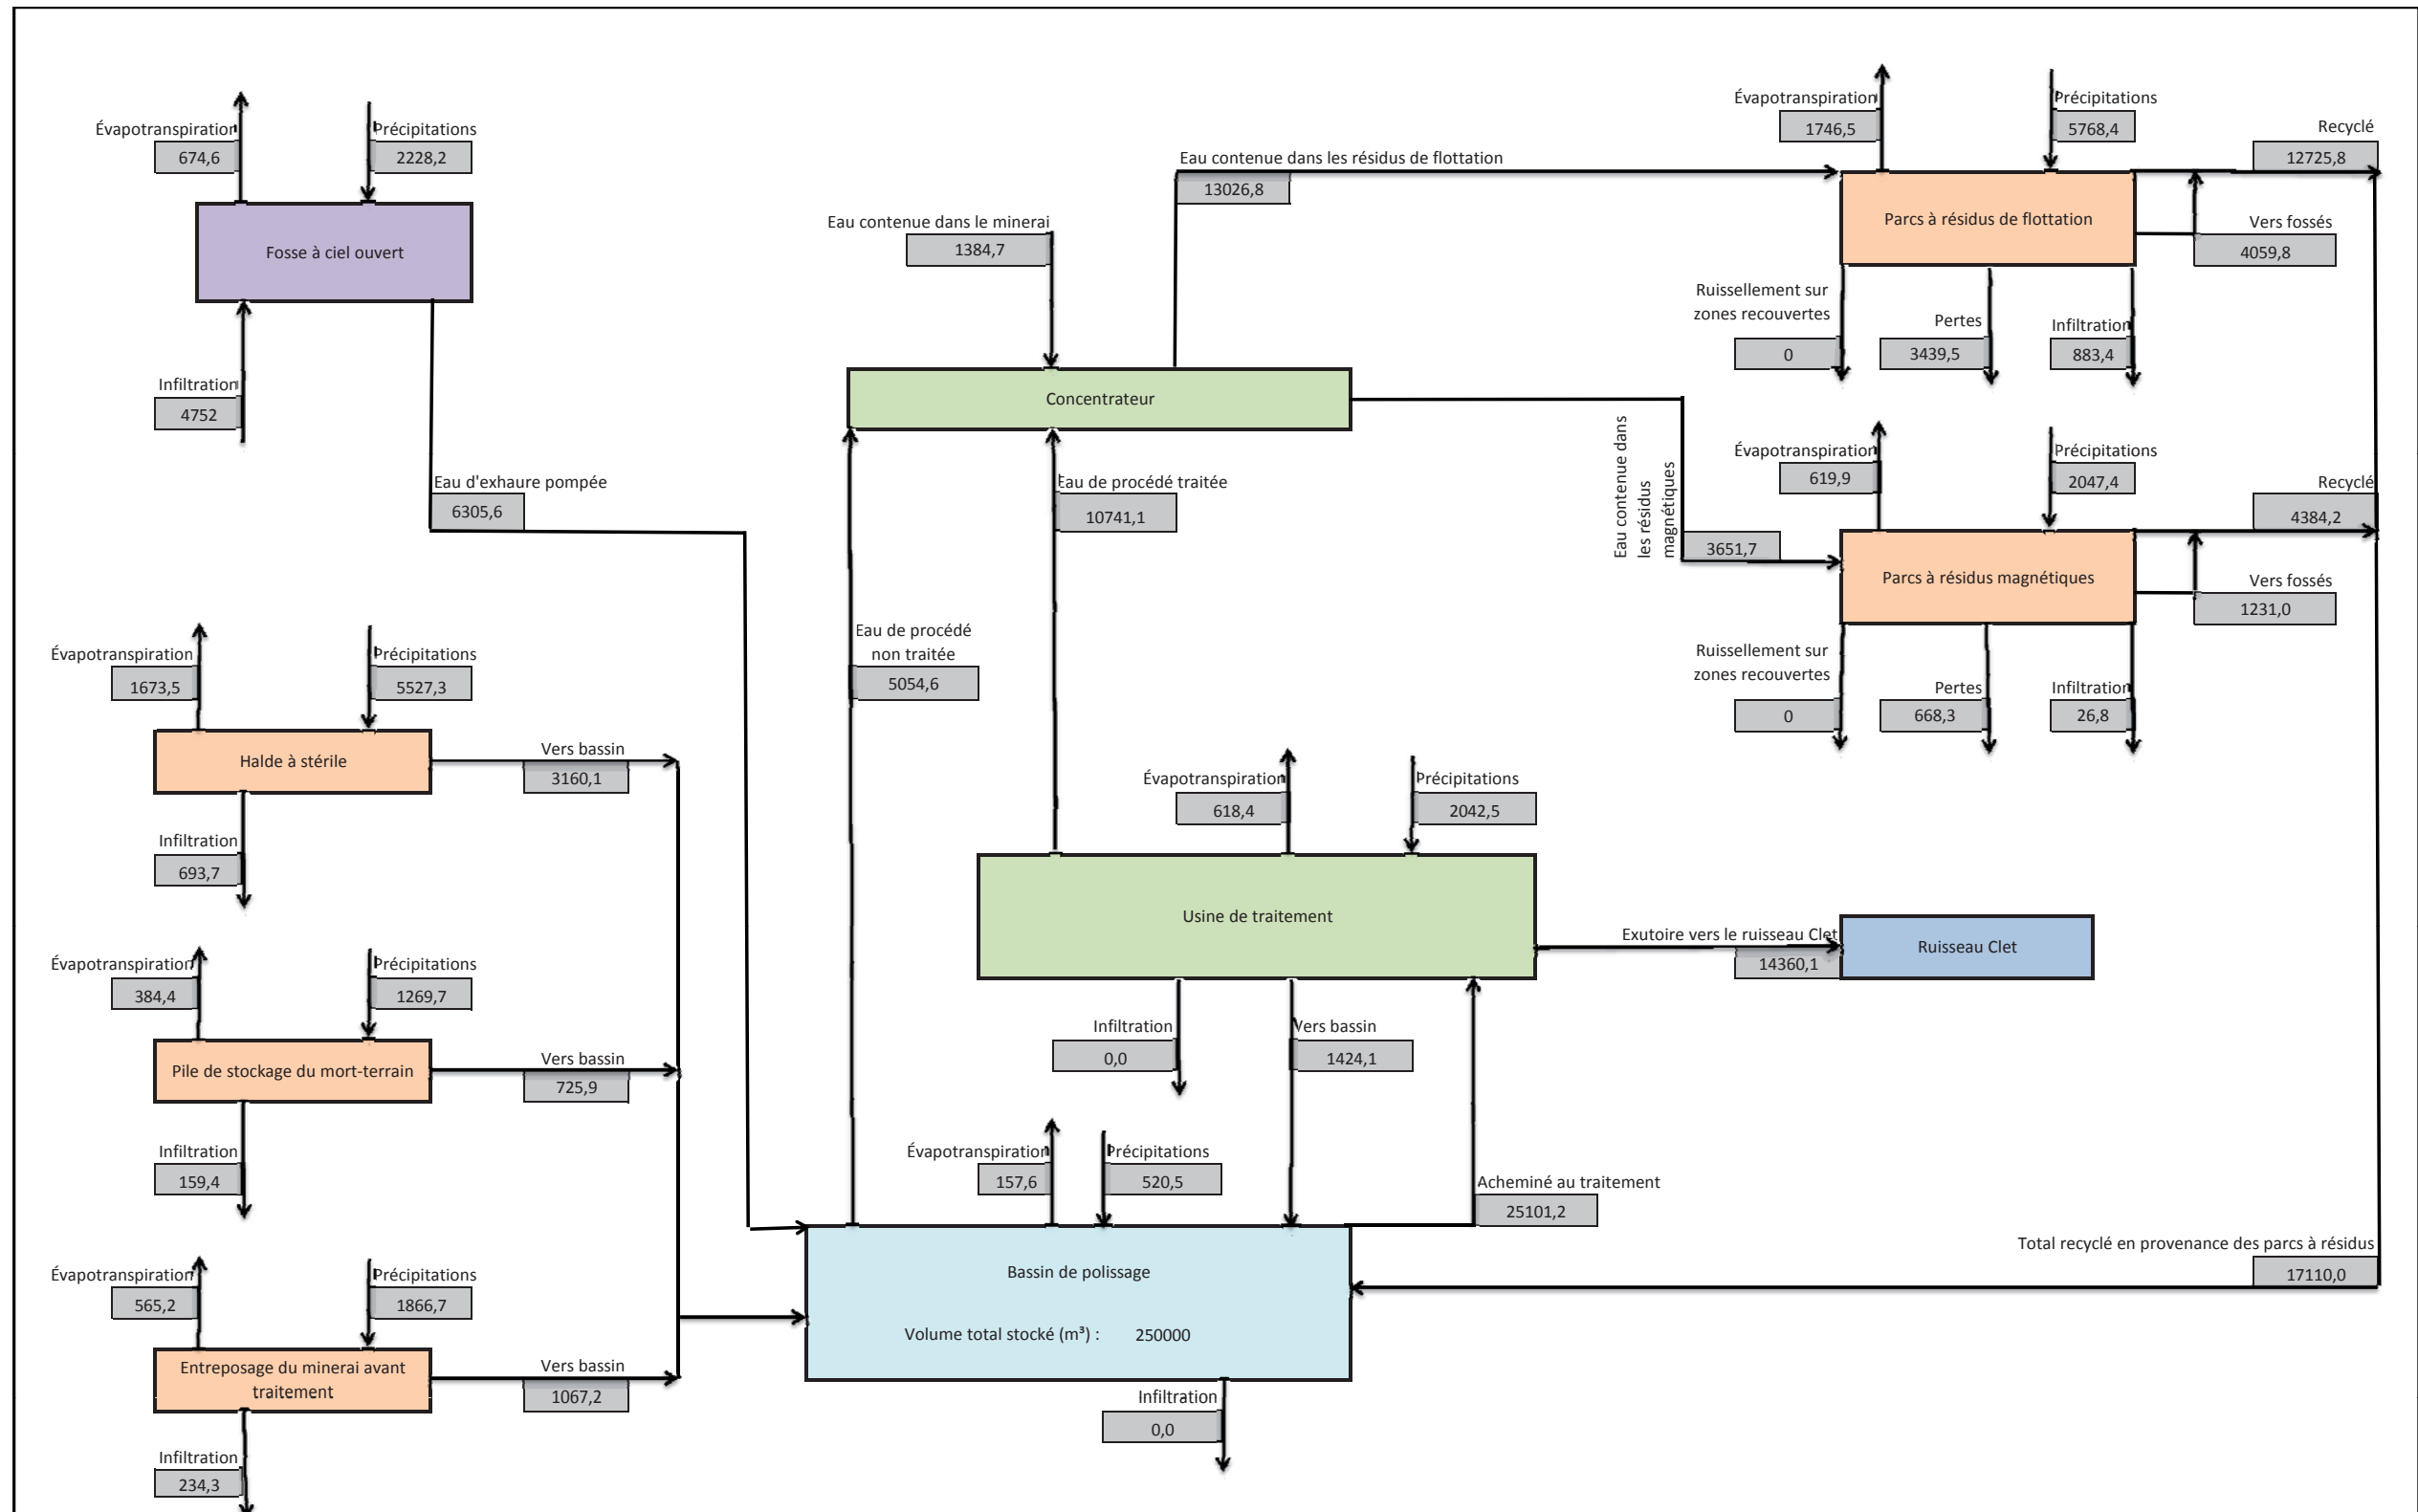 Évapotranspiration
674,6
Précipitations
2228,2
Fosse à ciel ouvert
Infiltration
4752
Eau d'exhaure pompée
6305,6
Évapotranspiration
1673,5
Précipitations
5527,3
Halde à stérile
Vers bassin
3160,1
Infiltration
693,7
Évapotranspiration
384,4
Précipitations
1269,7
Pile de stockage du mort-terrain
Vers bassin
725,9
Infiltration
159,4
Évapotranspiration
565,2
Précipitations
1866,7
Entreposage du minerai avant
traitement
Vers bassin
1067,2
Infiltration
234,3
Eau contenue dans le minerai
1384,7
Eau contenue dans les résidus de flottation
13026,8
Concentrateur
Eau de procédé
non traitée
5054,6
Eau de procédé traitée
10741,1
Eau contenue dans
les résidus
magnétiques
3651,7
Évapotranspiration
618,4
Précipitations
2042,5
Usine de traitement
Exutoire vers le ruisseau Clet
14360,1
Ruisseau Clet
Infiltration
0,0
Vers bassin
1424,1
Évapotranspiration
157,6
Précipitations
520,5
Acheminé au traitement
25101,2
Bassin de polissage
Volume total stocké (m³) : 250000
Infiltration
0,0
Évapotranspiration
1746,5
Précipitations
5768,4
Recyclé
12725,8
Parcs à résidus de flottation
Vers fossés
4059,8
Ruissellement sur
zones recouvertes
0
Pertes
3439,5
Infiltration
883,4
Évapotranspiration
619,9
Précipitations
2047,4
Recyclé
4384,2
Parcs à résidus magnétiques
Vers fossés
1231,0
Ruissellement sur
zones recouvertes
0
Pertes
668,3
Infiltration
26,8
Total recyclé en provenance des parcs à résidus
17110,0